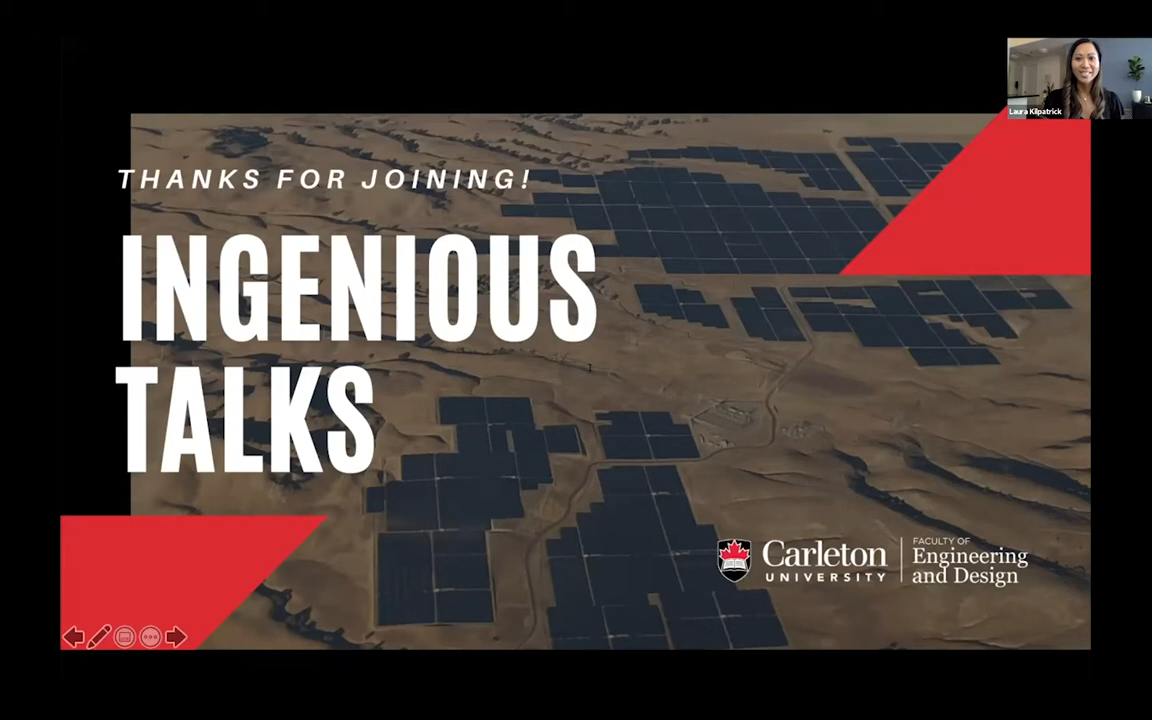 Laura Kilpatrick
THANKS FOR JOINING!
INGENIOUS
TALKS
Carleton
UNIVERSITY
FACULTY OF
Engineering
and Design